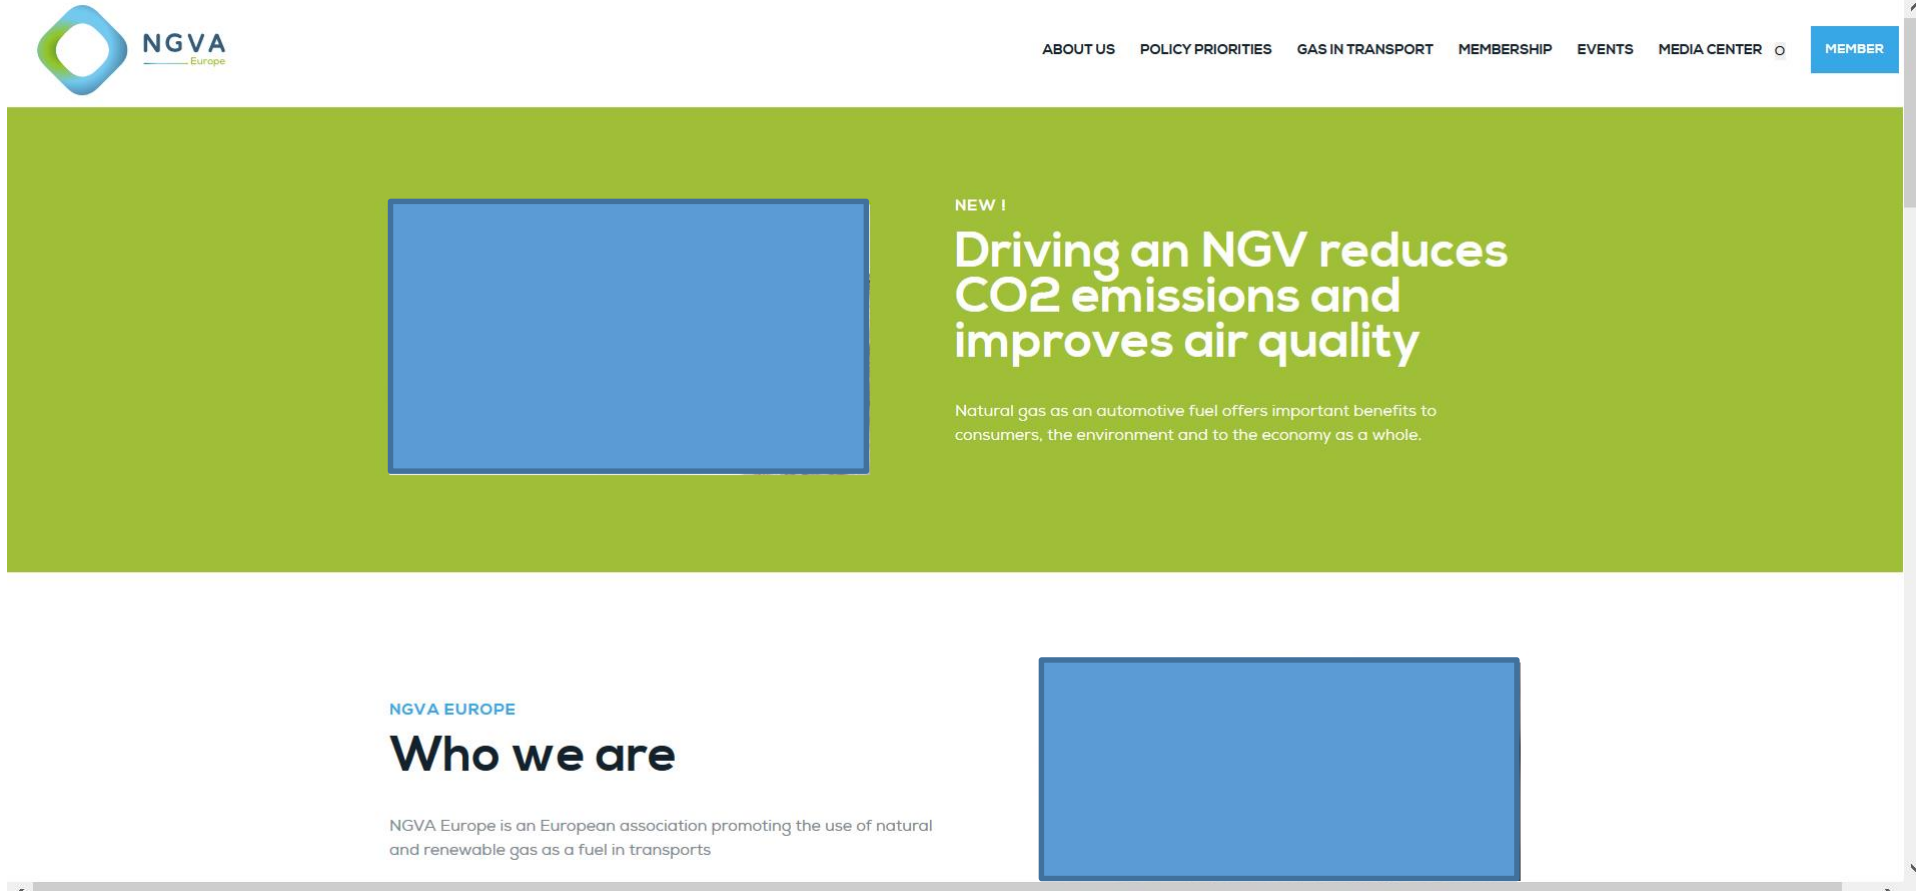 NGVA
Europe
ABOUT US POLICY PRIORITIES GAS IN TRANSPORT MEMBERSHIP EVENTS MEDIA CENTER O MEMBER
NEW !
Driving an NGV reduces
CO2 emissions and
improves air quality
Natural gas as an automotive fuel offers important benefits to
consumers, the environment and to the economy as a whole.
NGVA EUROPE
Who we are
NGVA Europe is an European association promoting the use of natural
and renewable gas as a fuel in transports